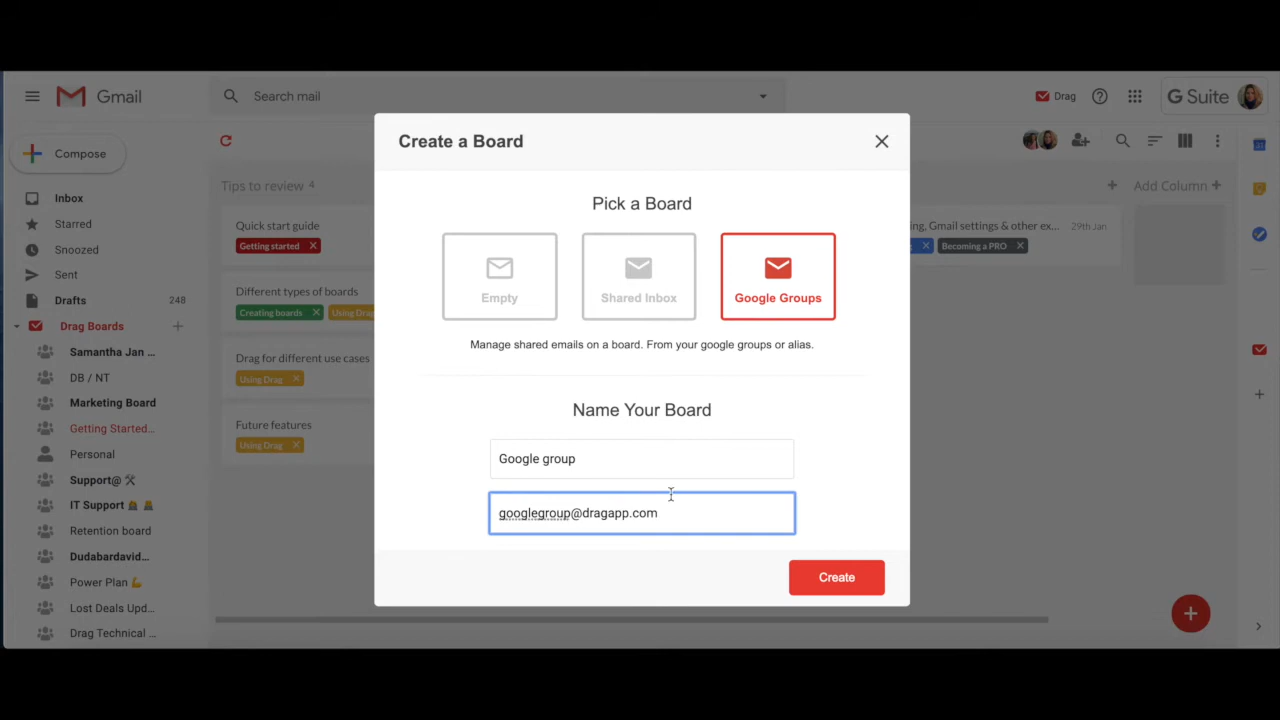 Gmail
Search mail
Drag
G Suite
Compose
Inbox
Starred
Snoozed
Sent
Drafts 248
Drag Boards
Samantha Jan ...
DB / NT
Marketing Board
Getting Started...
Personal
Support@ 🛠
IT Support
Retention board
Dudabardavid...
Power Plan 💪
Lost Deals Upd...
Drag Technical ...
Tips to review 4
Quick start guide
Getting started
Different types of boards
Creating boards
Using Drag
Drag for different use cases
Using Drag
Future features
Using Drag
Add Column +
ng, Gmail settings & other ex... 29th Jan
Becoming a PRO
Create a Board
Pick a Board
Empty
Shared Inbox
Google Groups
Manage shared emails on a board. From your google groups or alias.
Name Your Board
Google group
googlegroup@dragapp.com
Create